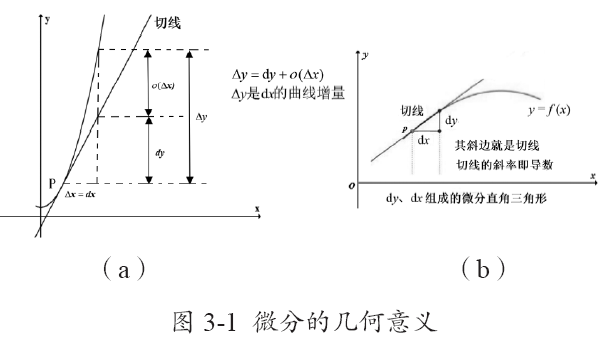 y
切线
o(Δx)
Δy
dy
P
Δx = dx
x
Δy = dy + o(Δx)
Δy是dx的曲线增量
y
切线
y = f(x)
P
dy
dx
其斜边就是切线
切线的斜率即导数
O
x
dy、dx 组成的微分直角三角形
（a）
（b）
图 3-1 微分的几何意义